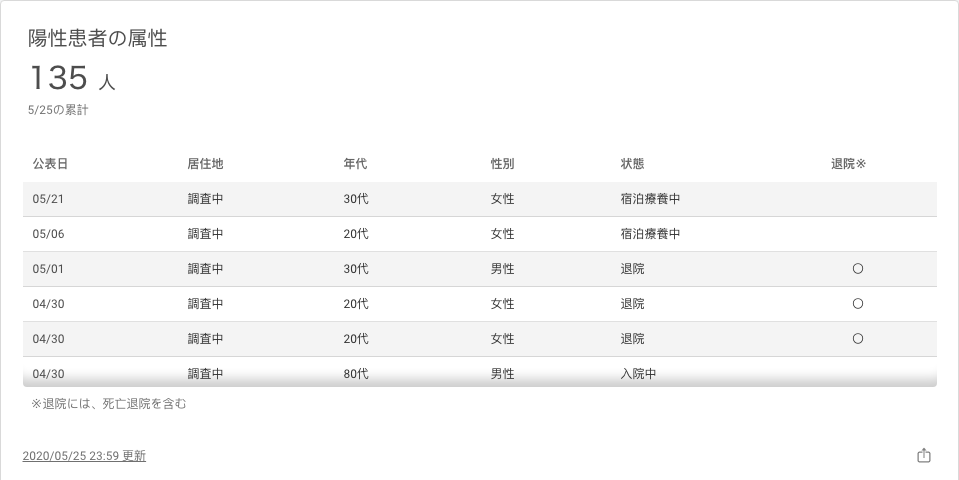 陽性患者の属性
135 人
5/25の累計
公表日 居住地 年代 性別 状態 退院※
05/21 調査中 30代 女性 宿泊療養中
05/06 調査中 20代 女性 宿泊療養中
05/01 調査中 30代 男性 退院 〇
04/30 調査中 20代 女性 退院 〇
04/30 調査中 20代 女性 退院 〇
04/30 調査中 80代 男性 入院中
※退院には、死亡退院を含む
2020/05/25 23:59 更新